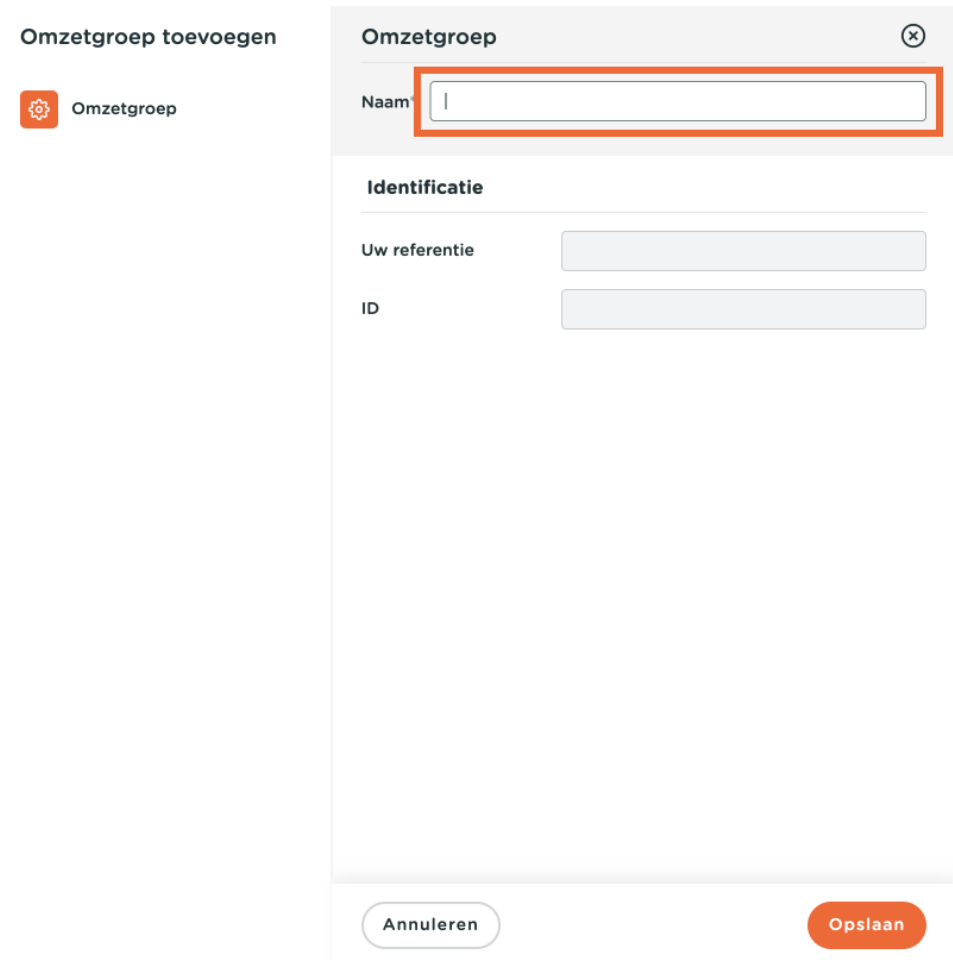 Omzetgroep toevoegen
Omzetgroep
Omzetgroep
Naam*
Identificatie
Uw referentie
ID
Annuleren
Opslaan